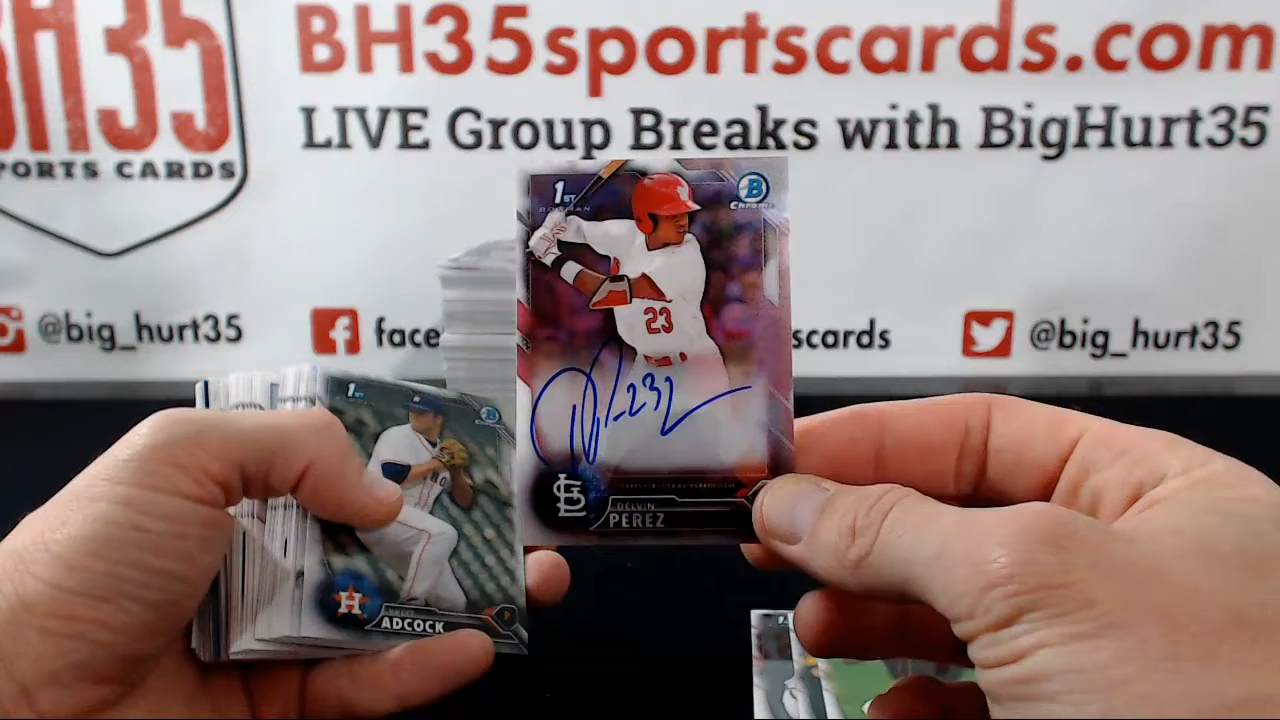 BH35
PORTS CARDS
BH35sportscards.com
LIVE Group Breaks with BigHurt35
@big_hurt35
face
scards
@big_hurt35
1ST
BOWMAN
B
Chrome
23
DELVIN
PEREZ
1ST
B
H
ADCOCK
P